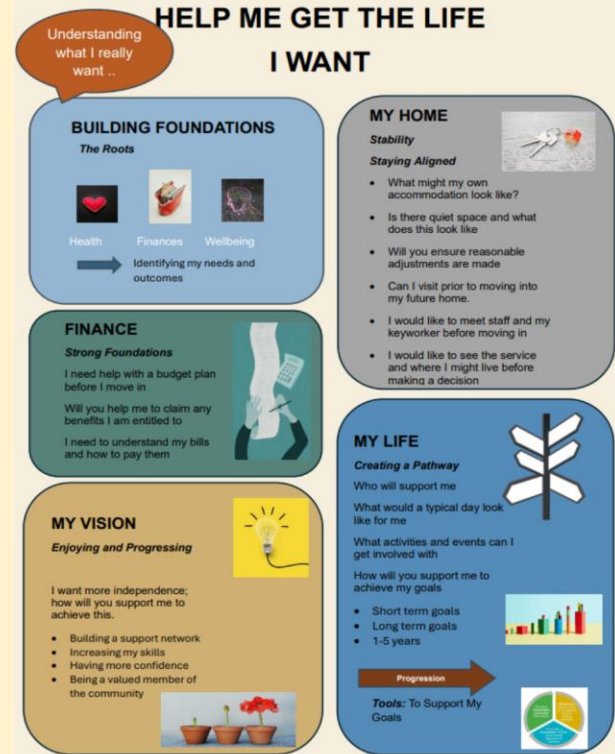 HELP ME GET THE LIFE
I WANT
Understanding
what I really
want ..
BUILDING FOUNDATIONS
The Roots
Health Finances Wellbeing
Identifying my needs and
outcomes
FINANCE
Strong Foundations
I need help with a budget plan
before I move in
Will you help me to claim any
benefits I am entitled to
I need to understand my bills
and how to pay them
MY VISION
Enjoying and Progressing
I want more independence;
how will you support me to
achieve this.
• Building a support network
• Increasing my skills
• Having more confidence
• Being a valued member of
the community
MY HOME
Stability
Staying Aligned
• What might my own
accommodation look like?
• Is there quiet space and what
does this look like
• Will you ensure reasonable
adjustments are made
• Can I visit prior to moving into
my future home.
• I would like to meet staff and my
keyworker before moving in
• I would like to see the service
and where I might live before
making a decision
MY LIFE
Creating a Pathway
Who will support me
What would a typical day look
like for me
What activities and events can I
get involved with
How will you support me to
achieve my goals
• Short term goals
• Long term goals
• 1-5 years
Progression
Tools: To Support My
Goals